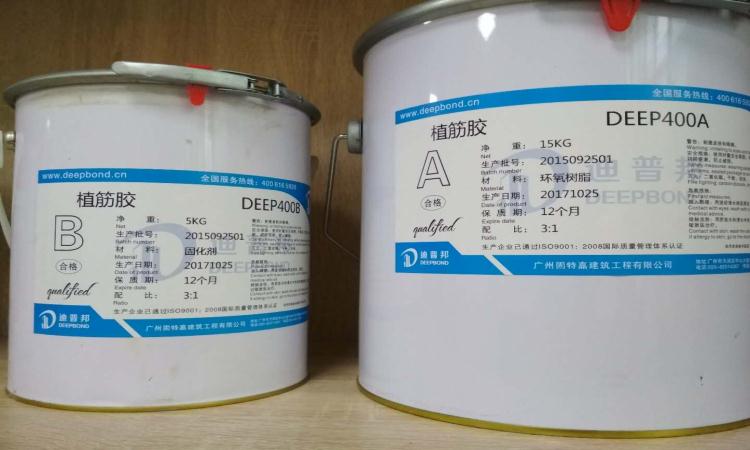 www.deepbond.cn
全国服务热线: 400 616 5928
植筋胶
DEEP400B
B
合格
qualified
净 重: 5KG
Net
生产批号: 2015092501
Batch number
材 料: 固化剂
Material
生产日期: 20171025
保 质 期: 12个月
Expire date
配 比: 3:1
Ratio
生产企业已通过ISO9001: 2008国际质量管理体系认证
迪普邦
DEEPBOND
广州固特嘉建筑工程有限公司
迪普邦
www.deepbond.cn
全国服务热线: 400 616
植筋胶
DEEP400A
A
合格
qualified
净 重: 15KG
Net
生产批号: 2015092501
Batch number
材 料: 环氧树脂
Material
生产日期: 20171025
保 质 期: 12个月
Expire date
配 比: 3:1
Ratio
生产企业已通过ISO9001: 2008国际质量管理体系认证
迪普邦
DEEPBOND
广州固特嘉建筑工程有限公司
迪普邦
DEEPBOND